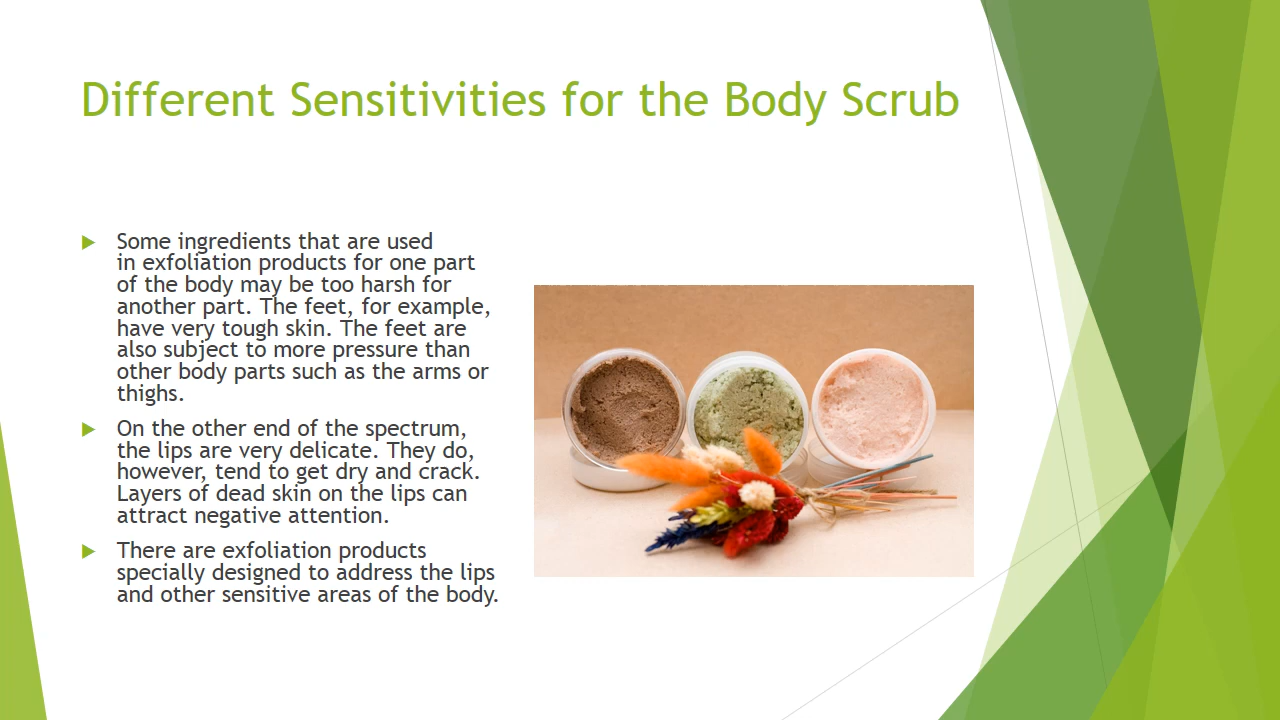 Different Sensitivities for the Body Scrub
Some ingredients that are used
in exfoliation products for one part
of the body may be too harsh for
another part. The feet, for example,
have very tough skin. The feet are
also subject to more pressure than
other body parts such as the arms or
thighs.
On the other end of the spectrum,
the lips are very delicate. They do,
however, tend to get dry and crack.
Layers of dead skin on the lips can
attract negative attention.
There are exfoliation products
specially designed to address the lips
and other sensitive areas of the body.